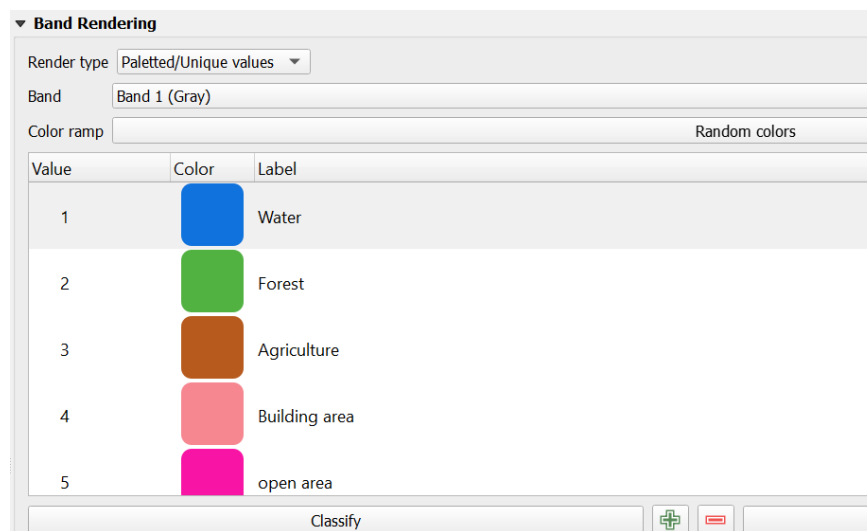 Band Rendering
Render type Paletted/Unique values
Band Band 1 (Gray)
Color ramp Random colors
Value Color Label
1 Water
2 Forest
3 Agriculture
4 Building area
5 open area
Classify